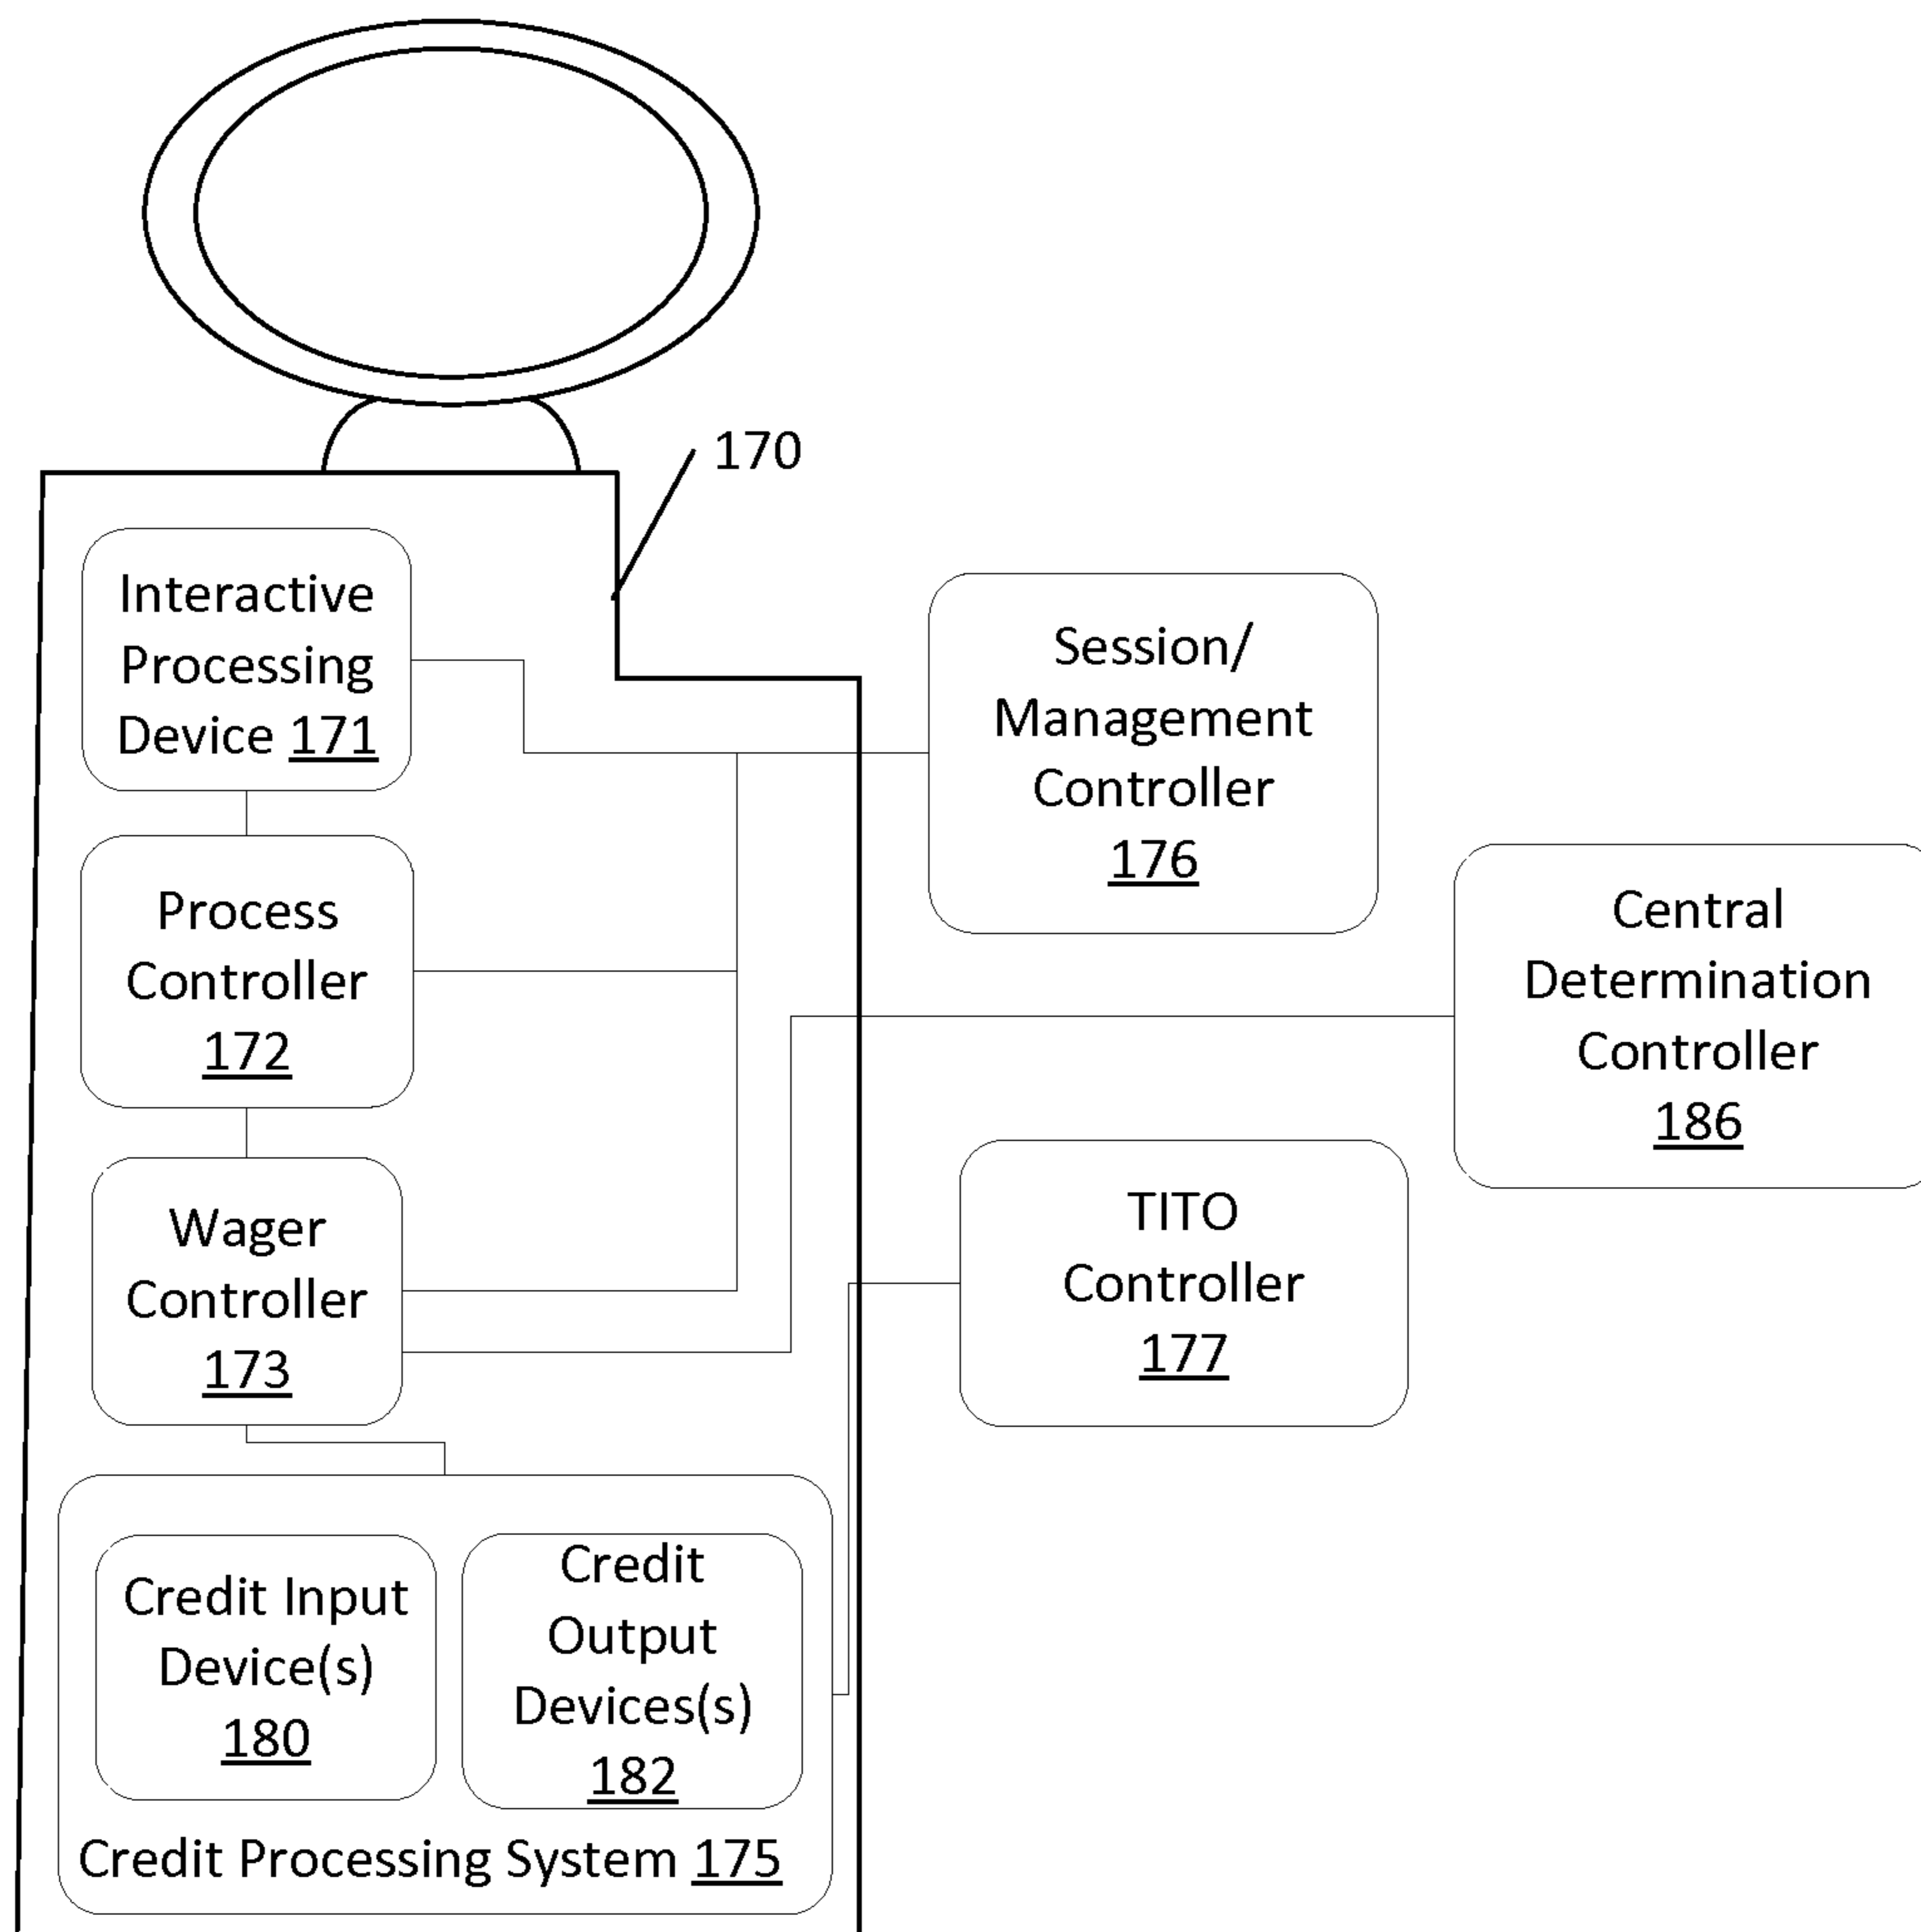 170
Interactive
Processing
Device 171
Session/
Management
Controller
176
Process
Controller
172
Central
Determination
Controller
186
Wager
Controller
173
TITO
Controller
177
Credit Input
Device(s)
180
Credit
Output
Devices(s)
182
Credit Processing System 175